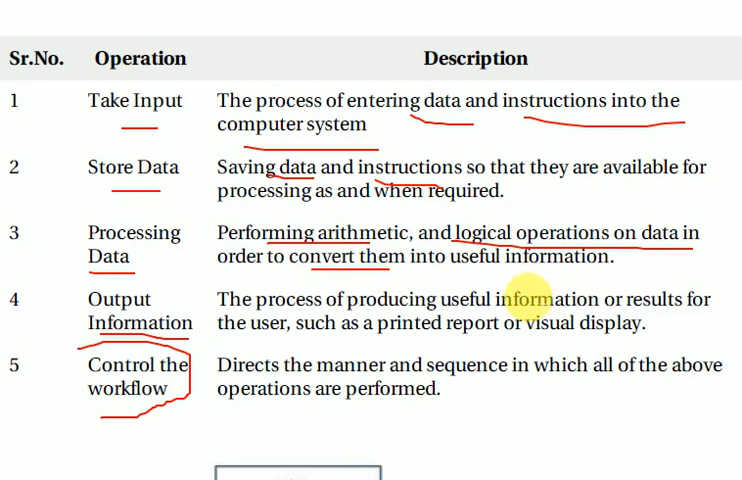 Sr.No. Operation Description
1 Take Input The process of entering data and instructions into the
computer system
2 Store Data Saving data and instructions so that they are available for
processing as and when required.
3 Processing Performing arithmetic, and logical operations on data in
Data order to convert them into useful information.
4 Output The process of producing useful information or results for
Information the user, such as a printed report or visual display.
5 Control the Directs the manner and sequence in which all of the above
workflow operations are performed.